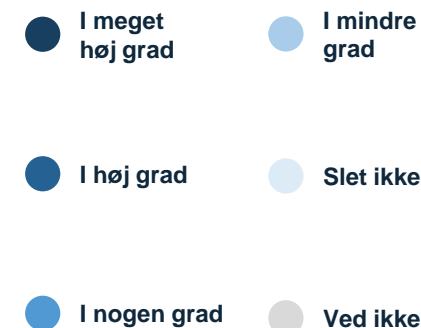 I meget
høj grad
I mindre
grad
I høj grad
Slet ikke
I nogen grad
Ved ikke